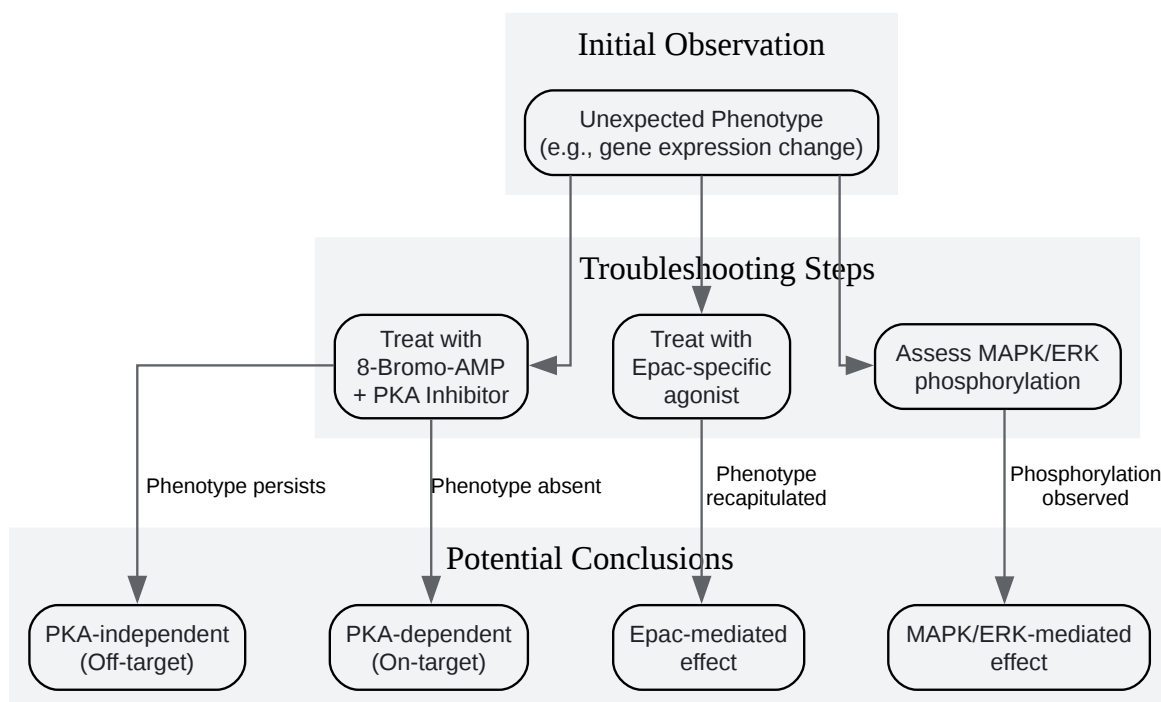 Initial Observation
Unexpected Phenotype
(e.g., gene expression change)
Troubleshooting Steps
Treat with
8-Bromo-AMP
+ PKA Inhibitor
Treat with
Epac-specific
agonist
Assess MAPK/ERK
phosphorylation
Phenotype persists
Phenotype absent
Phenotype
recapitulated
Phosphorylation
observed
Potential Conclusions
PKA-independent
(Off-target)
PKA-dependent
(On-target)
Epac-mediated
effect
MAPK/ERK-mediated
effect